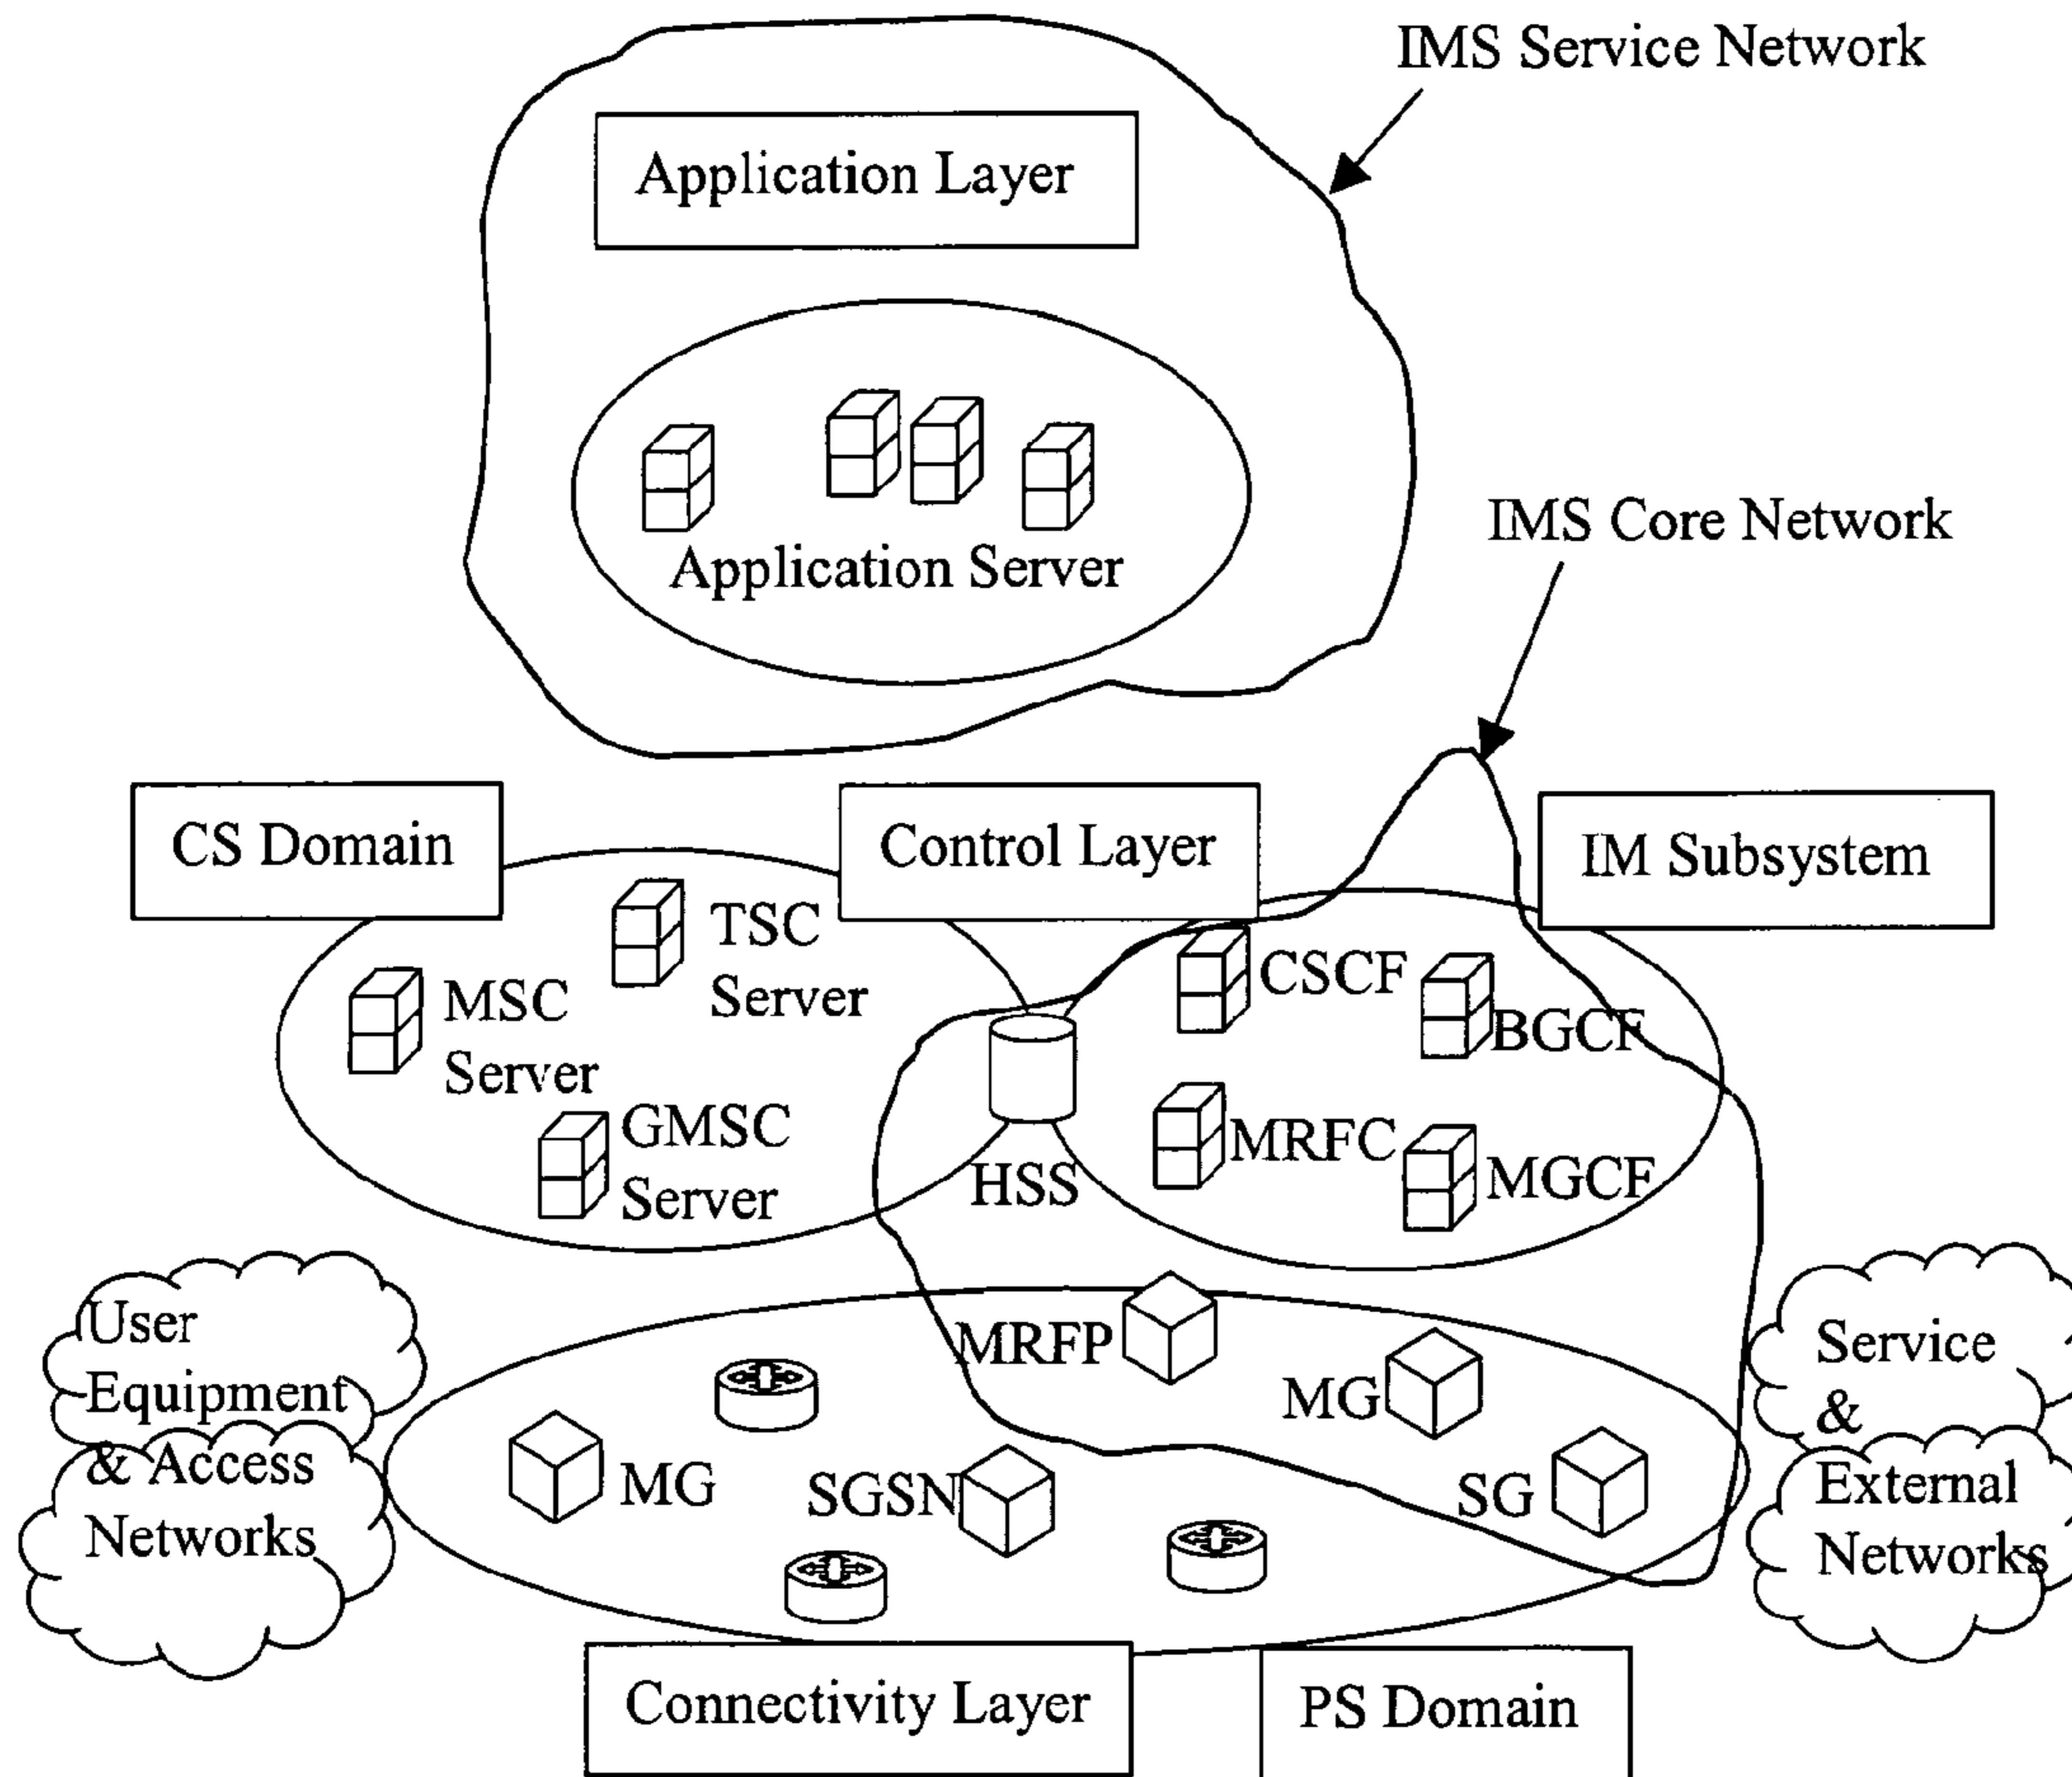 IMS Service Network
Application Layer
Application Server
IMS Core Network
CS Domain
Control Layer
IM Subsystem
TSC
Server
MSC
Server
GMSC
Server
HSS
CSCF
BGCF
MRFC
MGCF
User
Equipment
& Access
Networks
MRFP
MG
MG
SGSN
SG
Service
&
External
Networks
Connectivity Layer
PS Domain